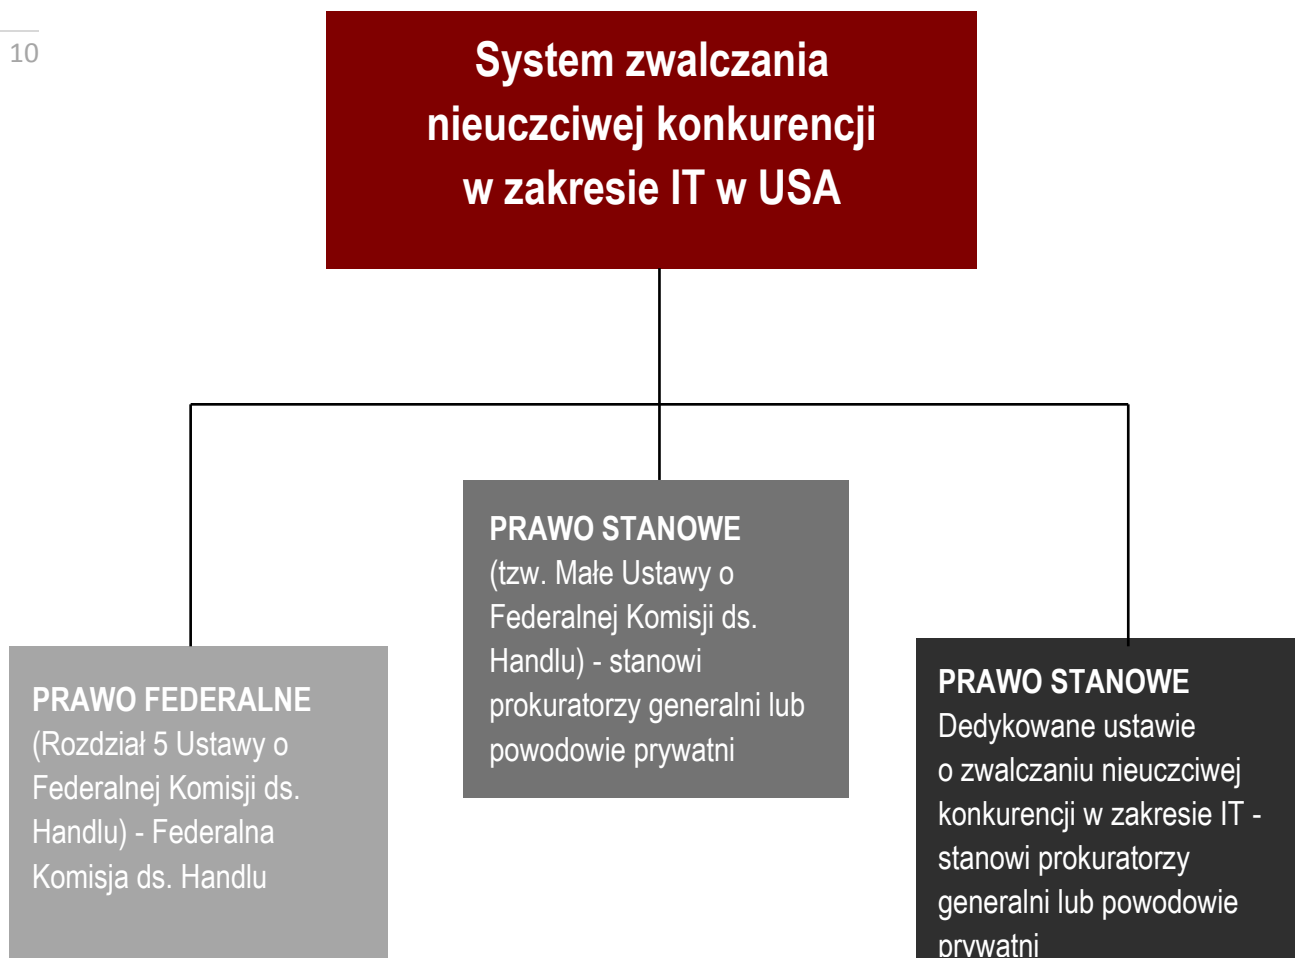 10
System zwalczania
nieuczciwej konkurencji
w zakresie IT w USA
PRAWO STANOWE
(tzw. Małe Ustawy o
Federalnej Komisji ds.
Handlu) - stanowi
prokuratorzy generalni lub
powodowie prywatni
PRAWO FEDERALNE
(Rozdział 5 Ustawy o
Federalnej Komisji ds.
Handlu) - Federalna
Komisja ds. Handlu
PRAWO STANOWE
Dedykowane ustawie
o zwalczaniu nieuczciwej
konkurencji w zakresie IT -
stanowi prokuratorzy
generalni lub powodowie
prywatni